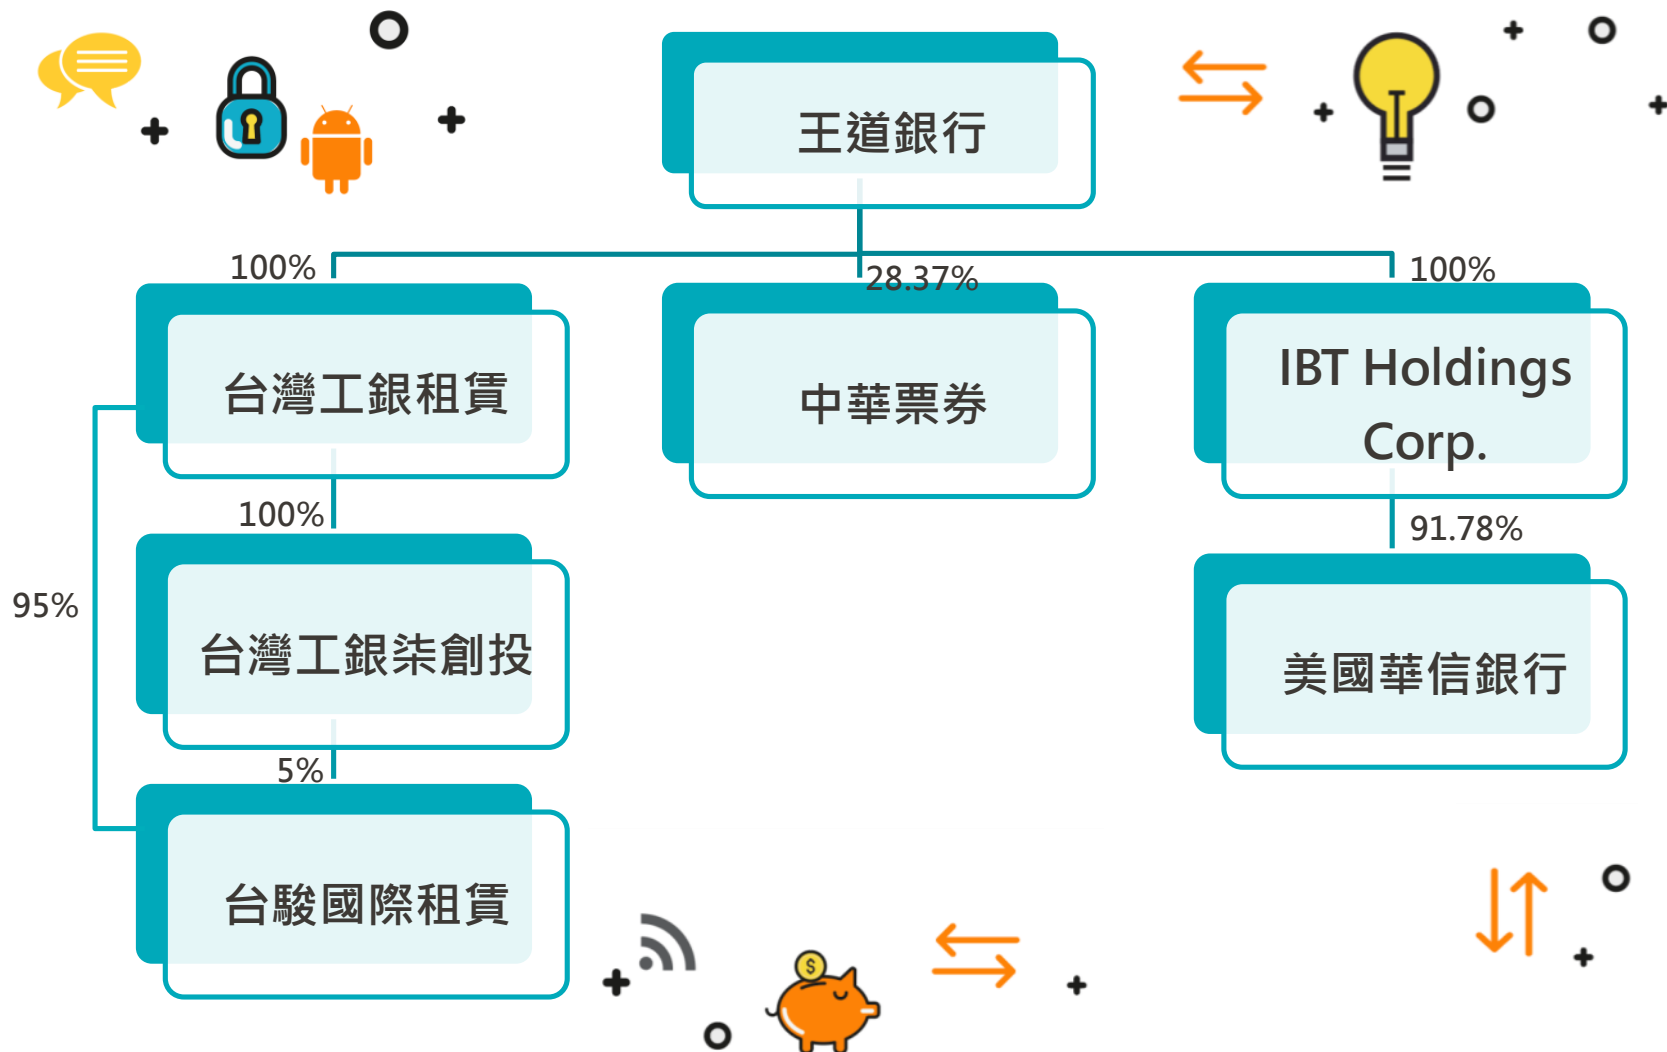 王道銀行
100%
28.37%
100%
台灣工銀租賃
中華票券
IBT Holdings
Corp.
100%
91.78%
95%
台灣工銀柒創投
美國華信銀行
5%
台駿國際租賃
$